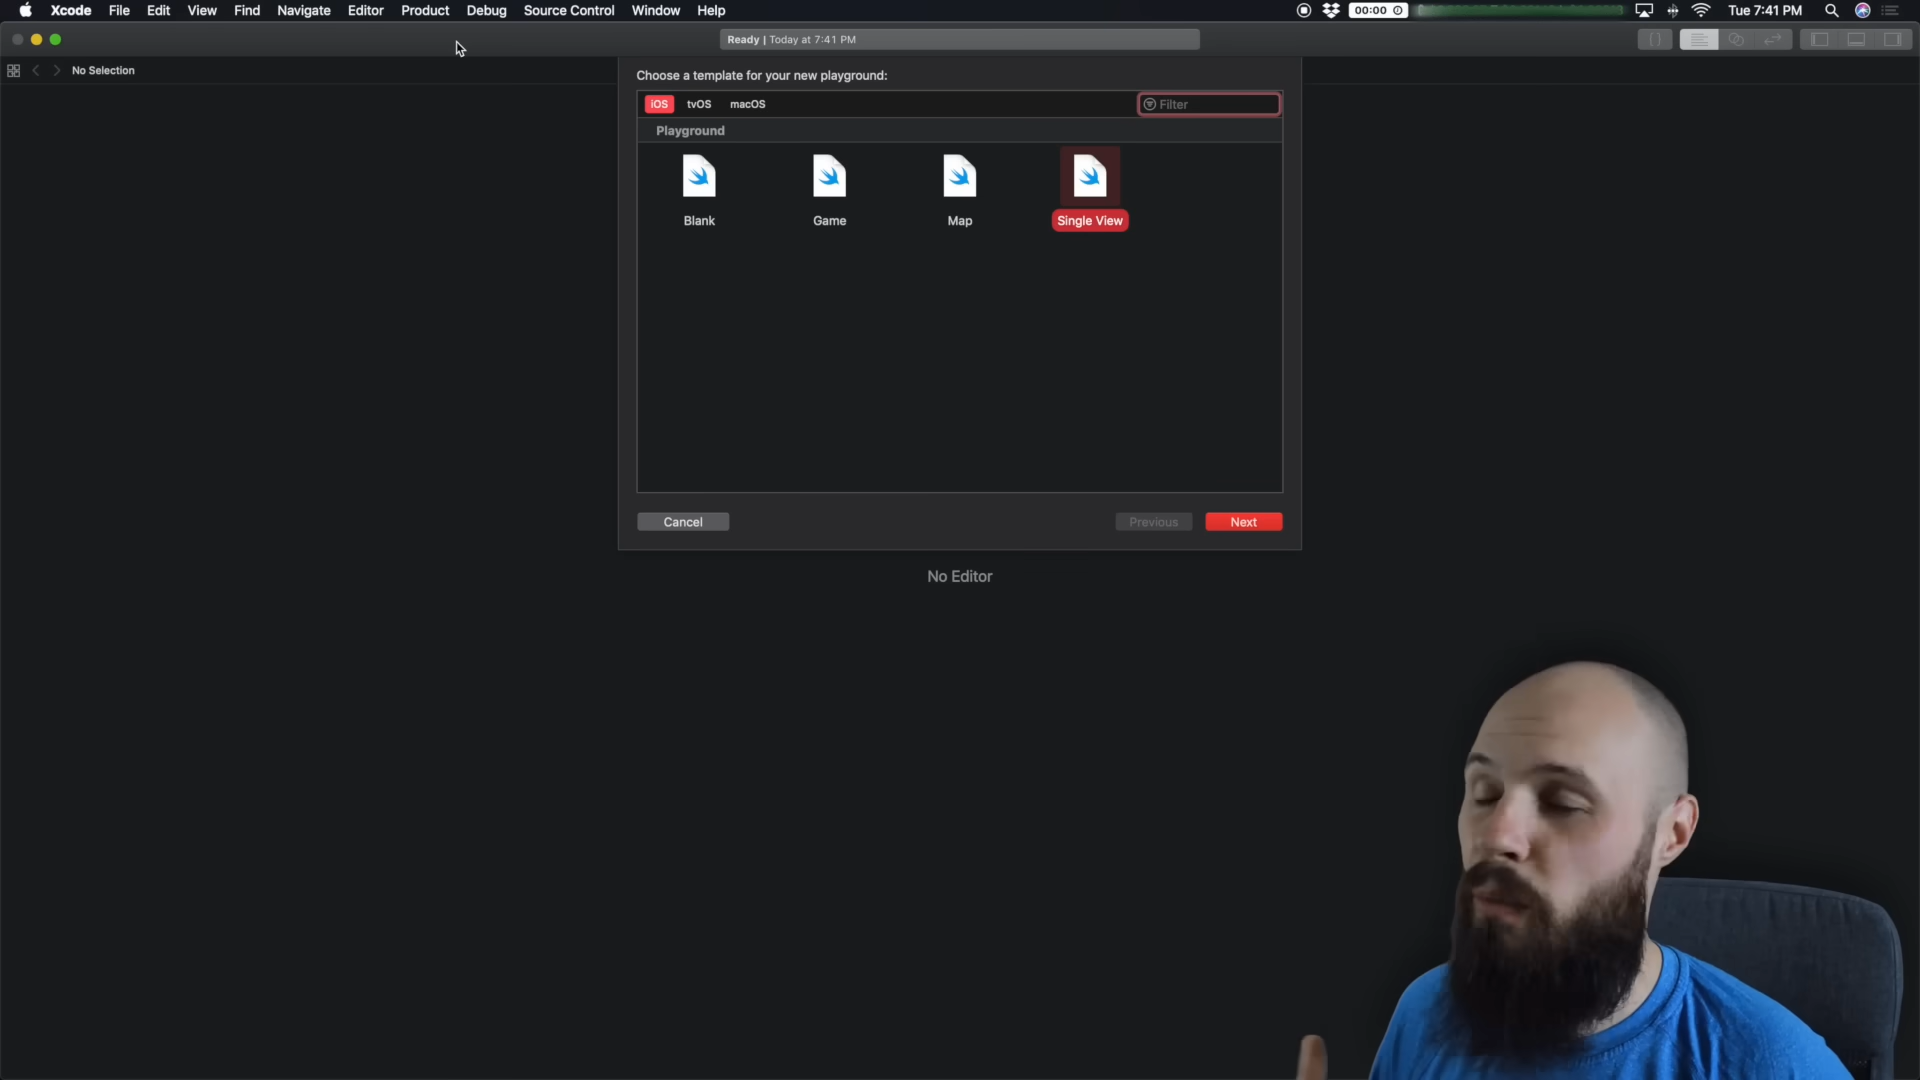 Xcode File Edit View Find Navigate Editor Product Debug Source Control Window Help 00:00 Tue 7:41 PM
Ready | Today at 7:41 PM
No Selection
Choose a template for your new playground:
iOS tvOS macOS Filter
Playground
Blank Game Map Single View
Cancel Previous Next
No Editor